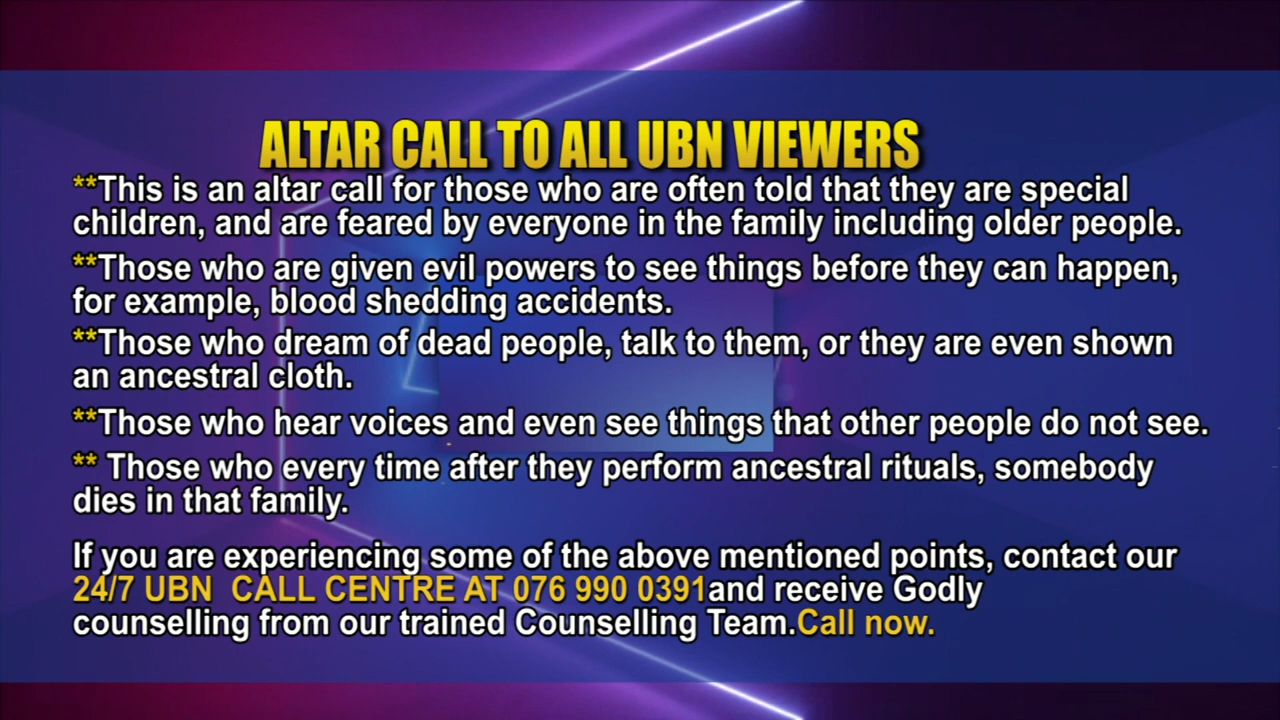 ALTAR CALL TO ALL UBN VIEWERS
**This is an altar call for those who are often told that they are special
children, and are feared by everyone in the family including older people.
**Those who are given evil powers to see things before they can happen,
for example, blood shedding accidents.
**Those who dream of dead people, talk to them, or they are even shown
an ancestral cloth.
**Those who hear voices and even see things that other people do not see.
** Those who every time after they perform ancestral rituals, somebody
dies in that family.
If you are experiencing some of the above mentioned points, contact our
24/7 UBN  CALL CENTRE AT 076 990 0391and receive Godly
counselling from our trained Counselling Team.Call now.